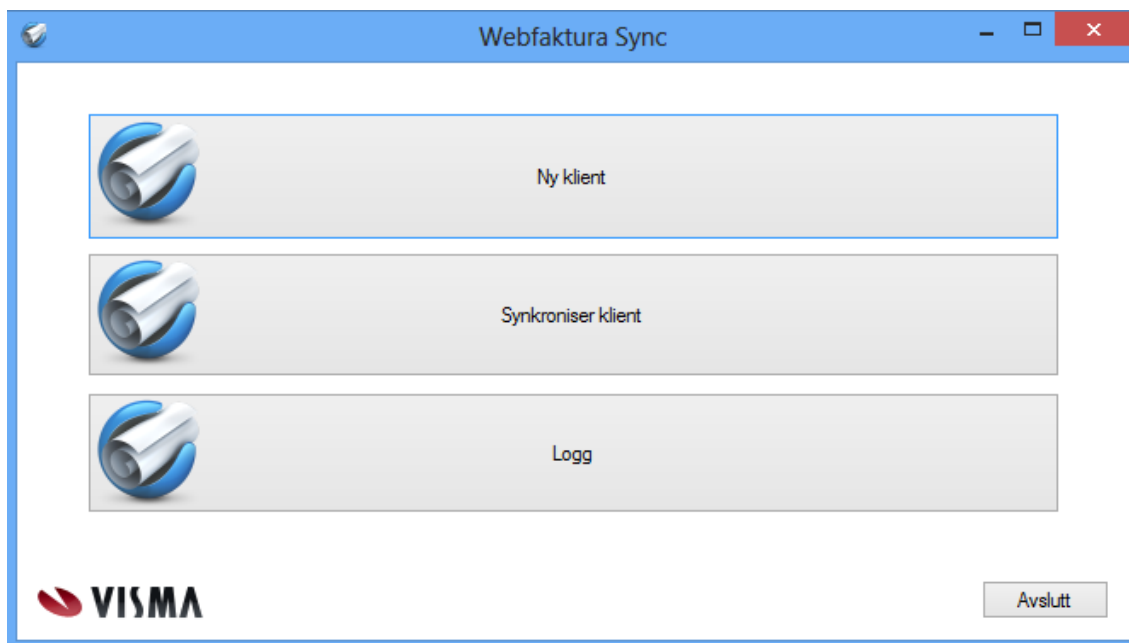 Webfaktura Sync
Ny klient
Synkroniser klient
Logg
VISMA
Avslutt